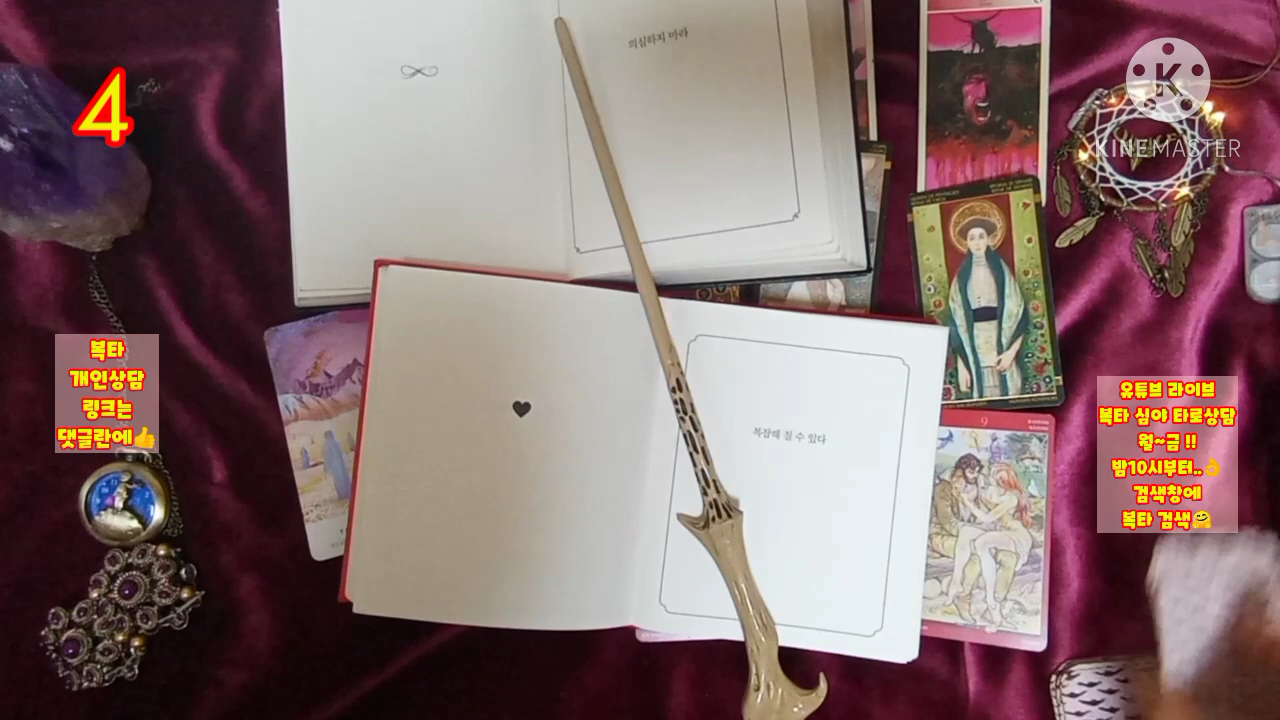 의심하지 마라
4
K
KINEMASTER
복타
개인상담
링크는
댓글란에👍
유튜브 라이브
복타 심야 타로상담
월~금 !!
밤10시부터..👌
검색창에
복타 검색🤗
복잡해 질 수 있다
9